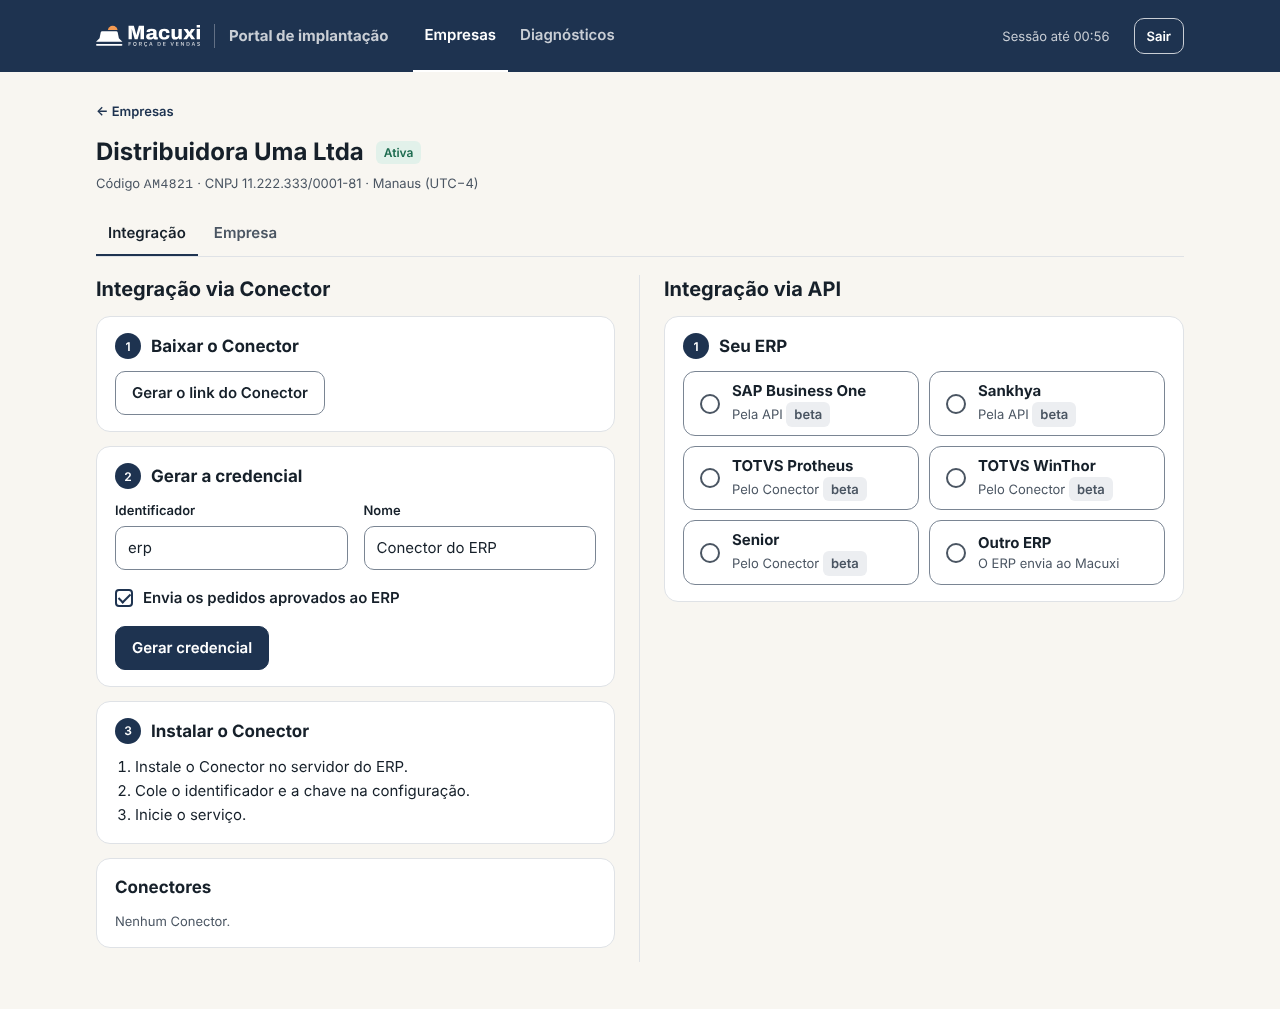 Macuxi
FORÇA DE VENDAS
Portal de implantação
Empresas
Diagnósticos
Sessão até 00:56
Sair
← Empresas
Distribuidora Uma Ltda
Ativa
Código AM4821 · CNPJ 11.222.333/0001-81 · Manaus (UTC−4)
Integração
Empresa
Integração via Conector
1 Baixar o Conector
Gerar o link do Conector
2 Gerar a credencial
Identificador
Nome
erp
Conector do ERP
Envia os pedidos aprovados ao ERP
Gerar credencial
3 Instalar o Conector
1. Instale o Conector no servidor do ERP.
2. Cole o identificador e a chave na configuração.
3. Inicie o serviço.
Conectores
Nenhum Conector.
Integração via API
1 Seu ERP
SAP Business One
Pela API beta
Sankhya
Pela API beta
TOTVS Protheus
Pelo Conector beta
TOTVS WinThor
Pelo Conector beta
Senior
Pelo Conector beta
Outro ERP
O ERP envia ao Macuxi